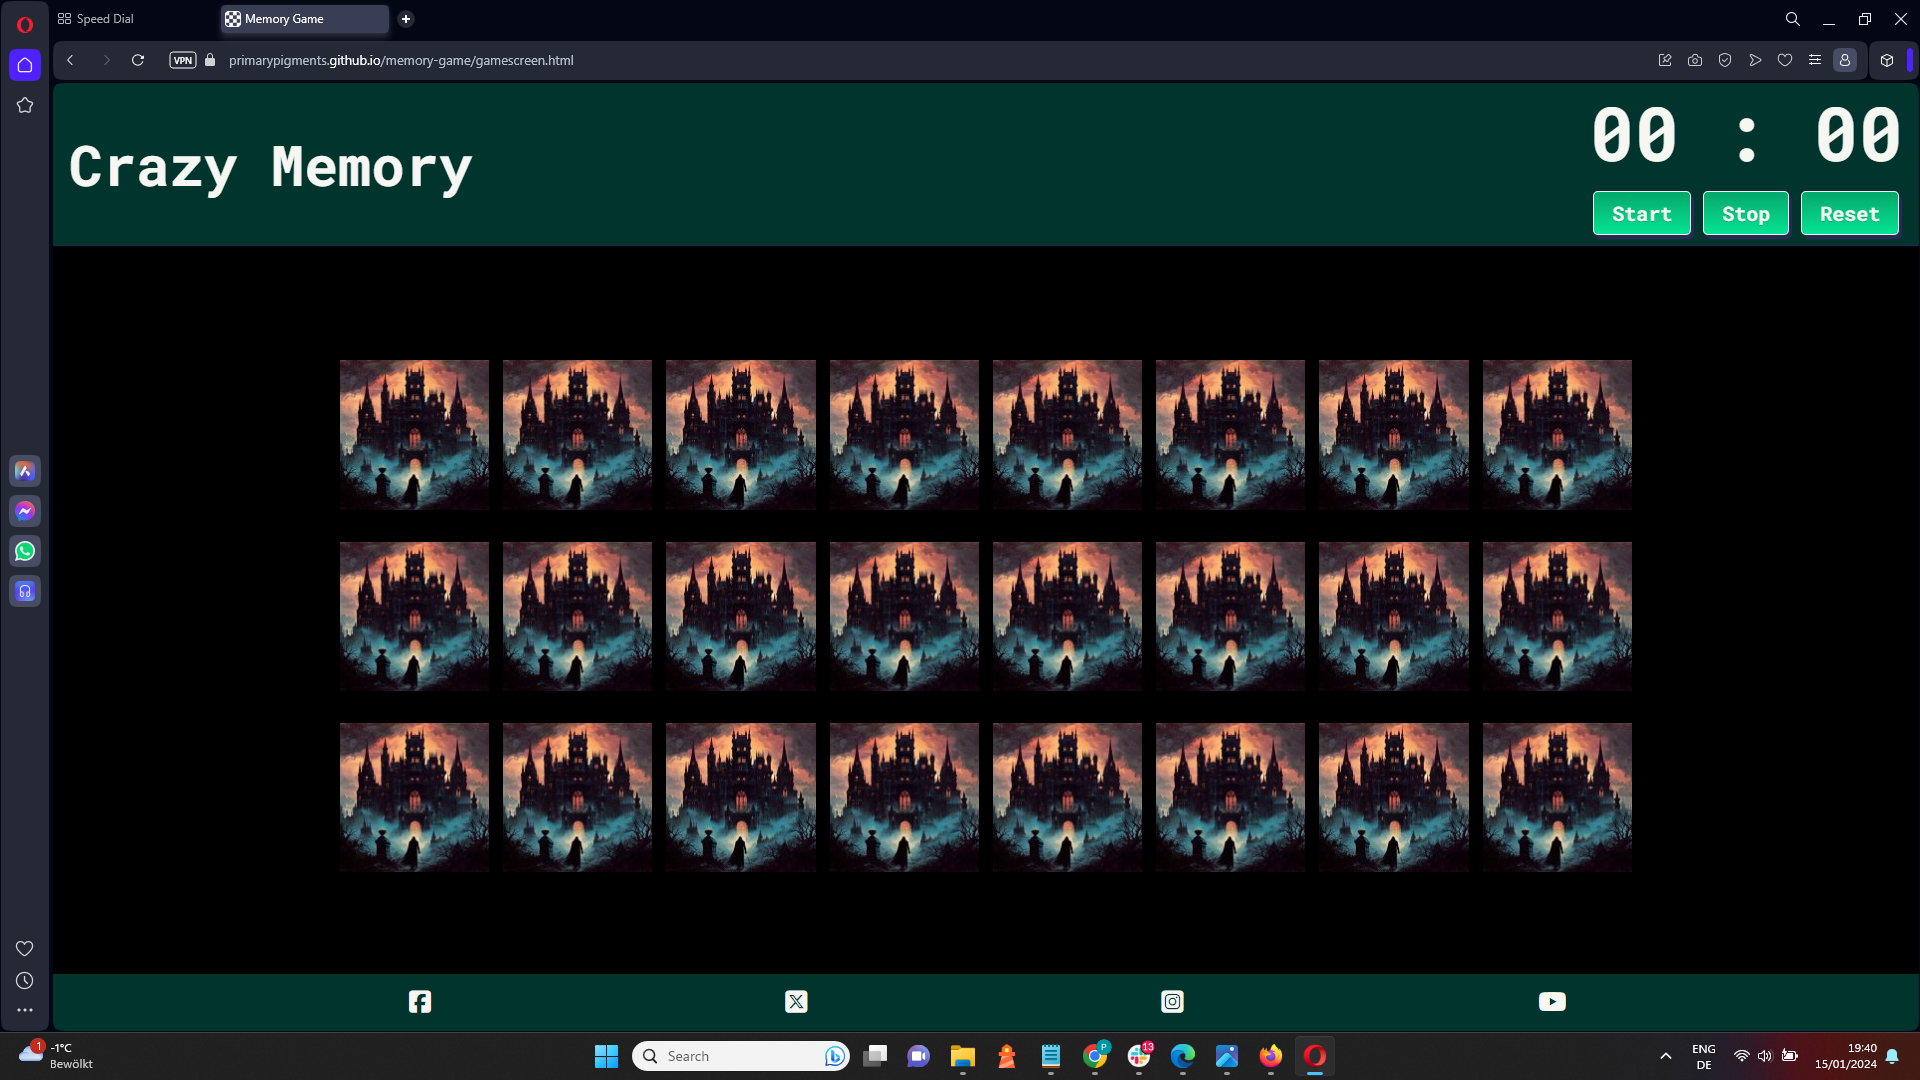 Speed Dial
Memory Game
VPN
primarypigments.github.io/memory-game/gamescreen.html
Crazy Memory
00 : 00
Start
Stop
Reset
1
-1°C
Bewölkt
Search
P
13
ENG
DE
19:40
15/01/2024